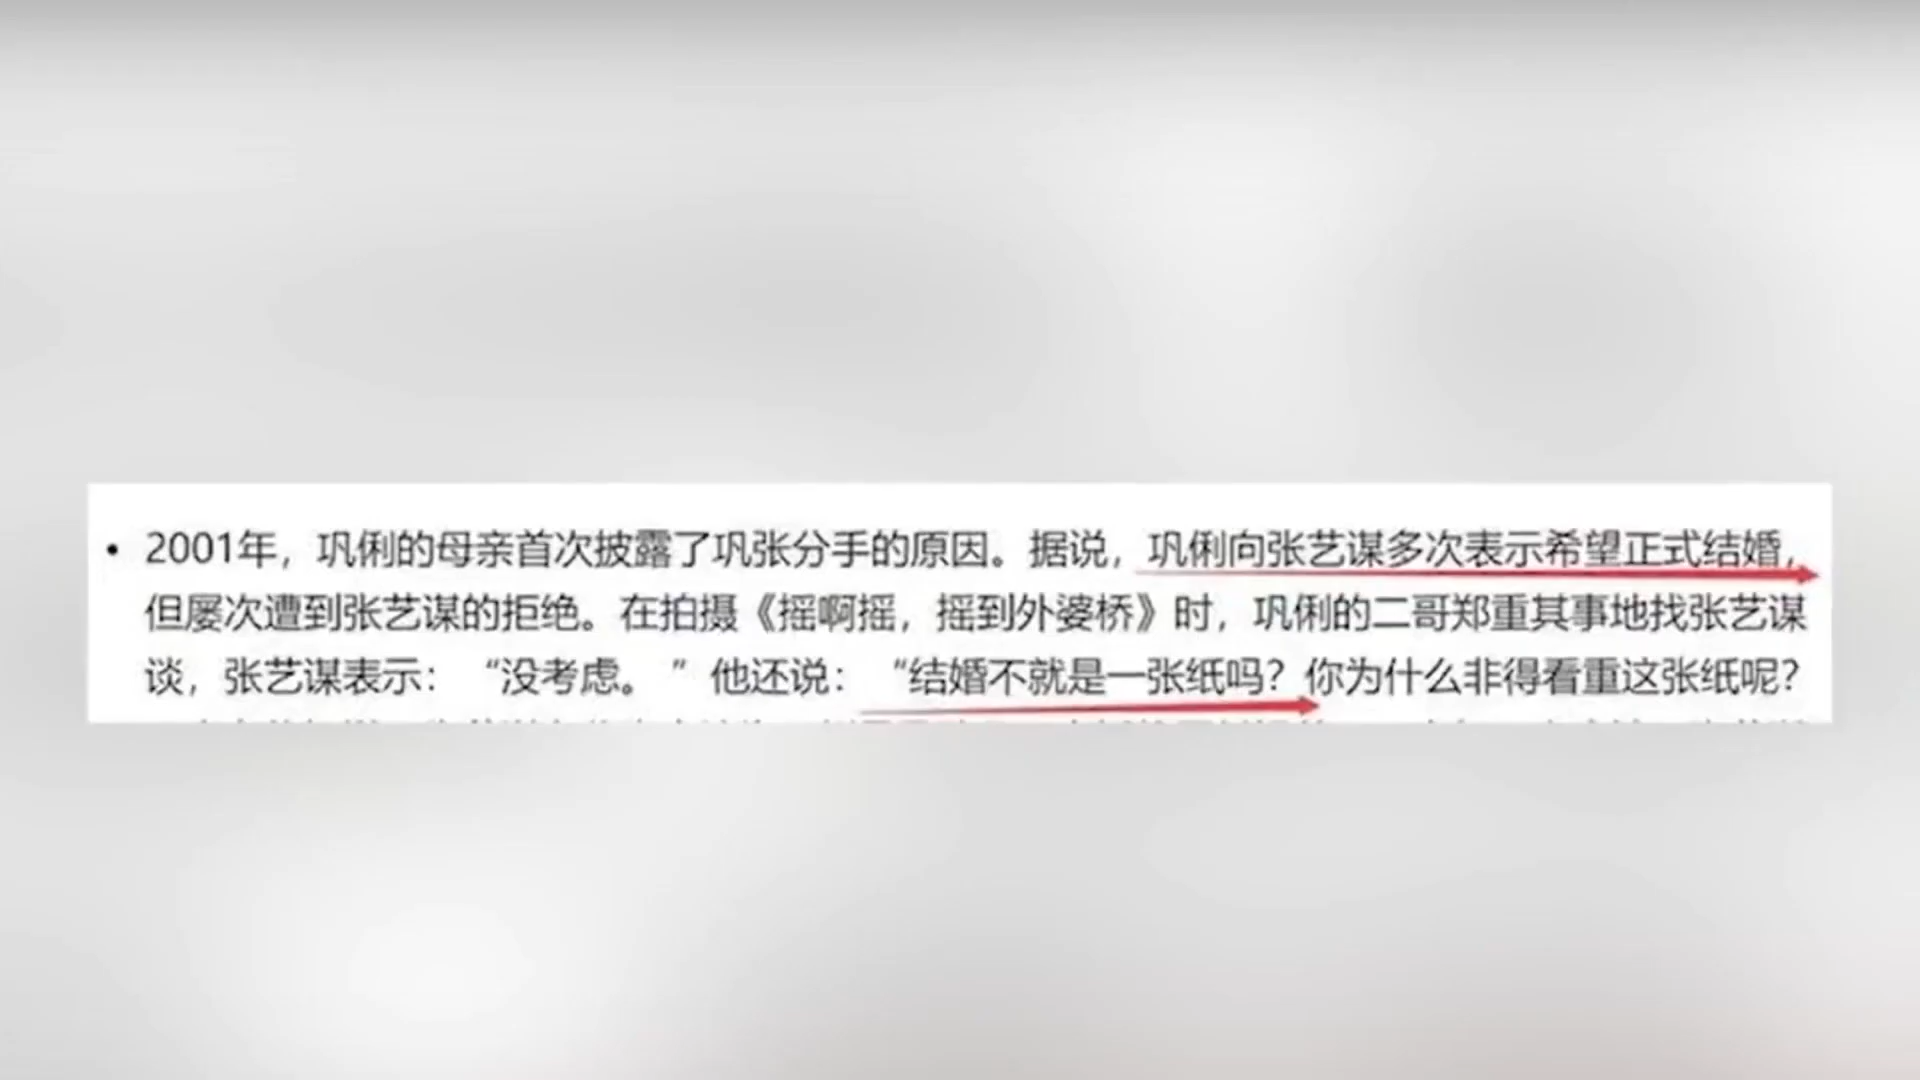 • 2001年，巩俐的母亲首次披露了巩张分手的原因。据说，巩俐向张艺谋多次表示希望正式结婚，
但屡次遭到张艺谋的拒绝。在拍摄《摇啊摇，摇到外婆桥》时，巩俐的二哥郑重其事地找张艺谋
谈，张艺谋表示：“没考虑。”他还说：“结婚不就是一张纸吗？你为什么非得看重这张纸呢？